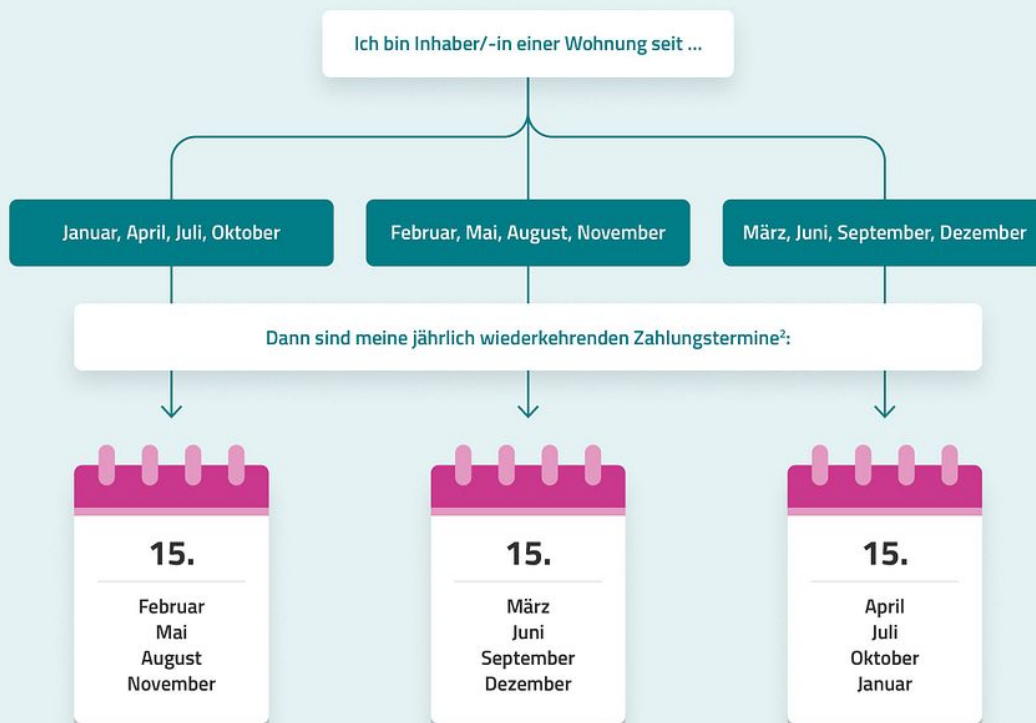 Ich bin Inhaber/-in einer Wohnung seit ...
Januar, April, Juli, Oktober
Februar, Mai, August, November
März, Juni, September, Dezember
Dann sind meine jährlich wiederkehrenden Zahlungstermine²:
15.
Februar
Mai
August
November
15.
März
Juni
September
Dezember
15.
April
Juli
Oktober
Januar